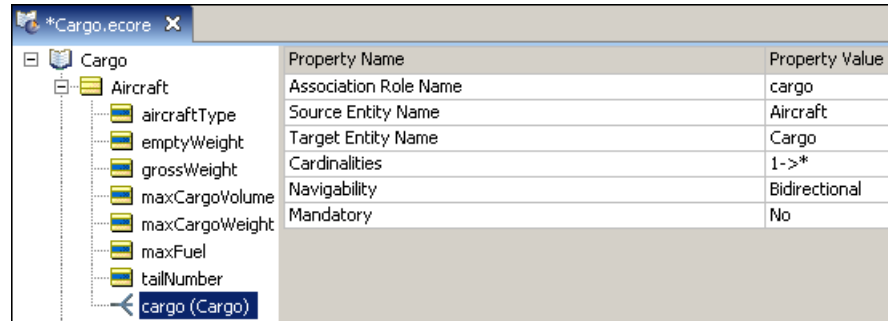 *Cargo.ecore
Cargo
Aircraft
aircraftType
emptyWeight
grossWeight
maxCargoVolume
maxCargoWeight
maxFuel
tailNumber
cargo (Cargo)
Property Name Property Value
Association Role Name cargo
Source Entity Name Aircraft
Target Entity Name Cargo
Cardinalities 1->*
Navigability Bidirectional
Mandatory No